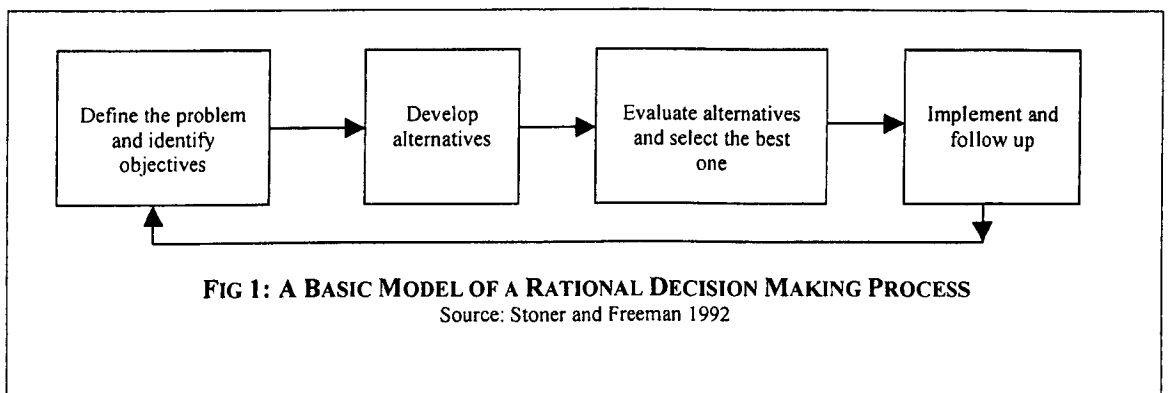 Define the problem
and identify
objectives
Develop
alternatives
Evaluate alternatives
and select the best
one
Implement and
follow up
FIG 1: A BASIC MODEL OF A RATIONAL DECISION MAKING PROCESS
Source: Stoner and Freeman 1992